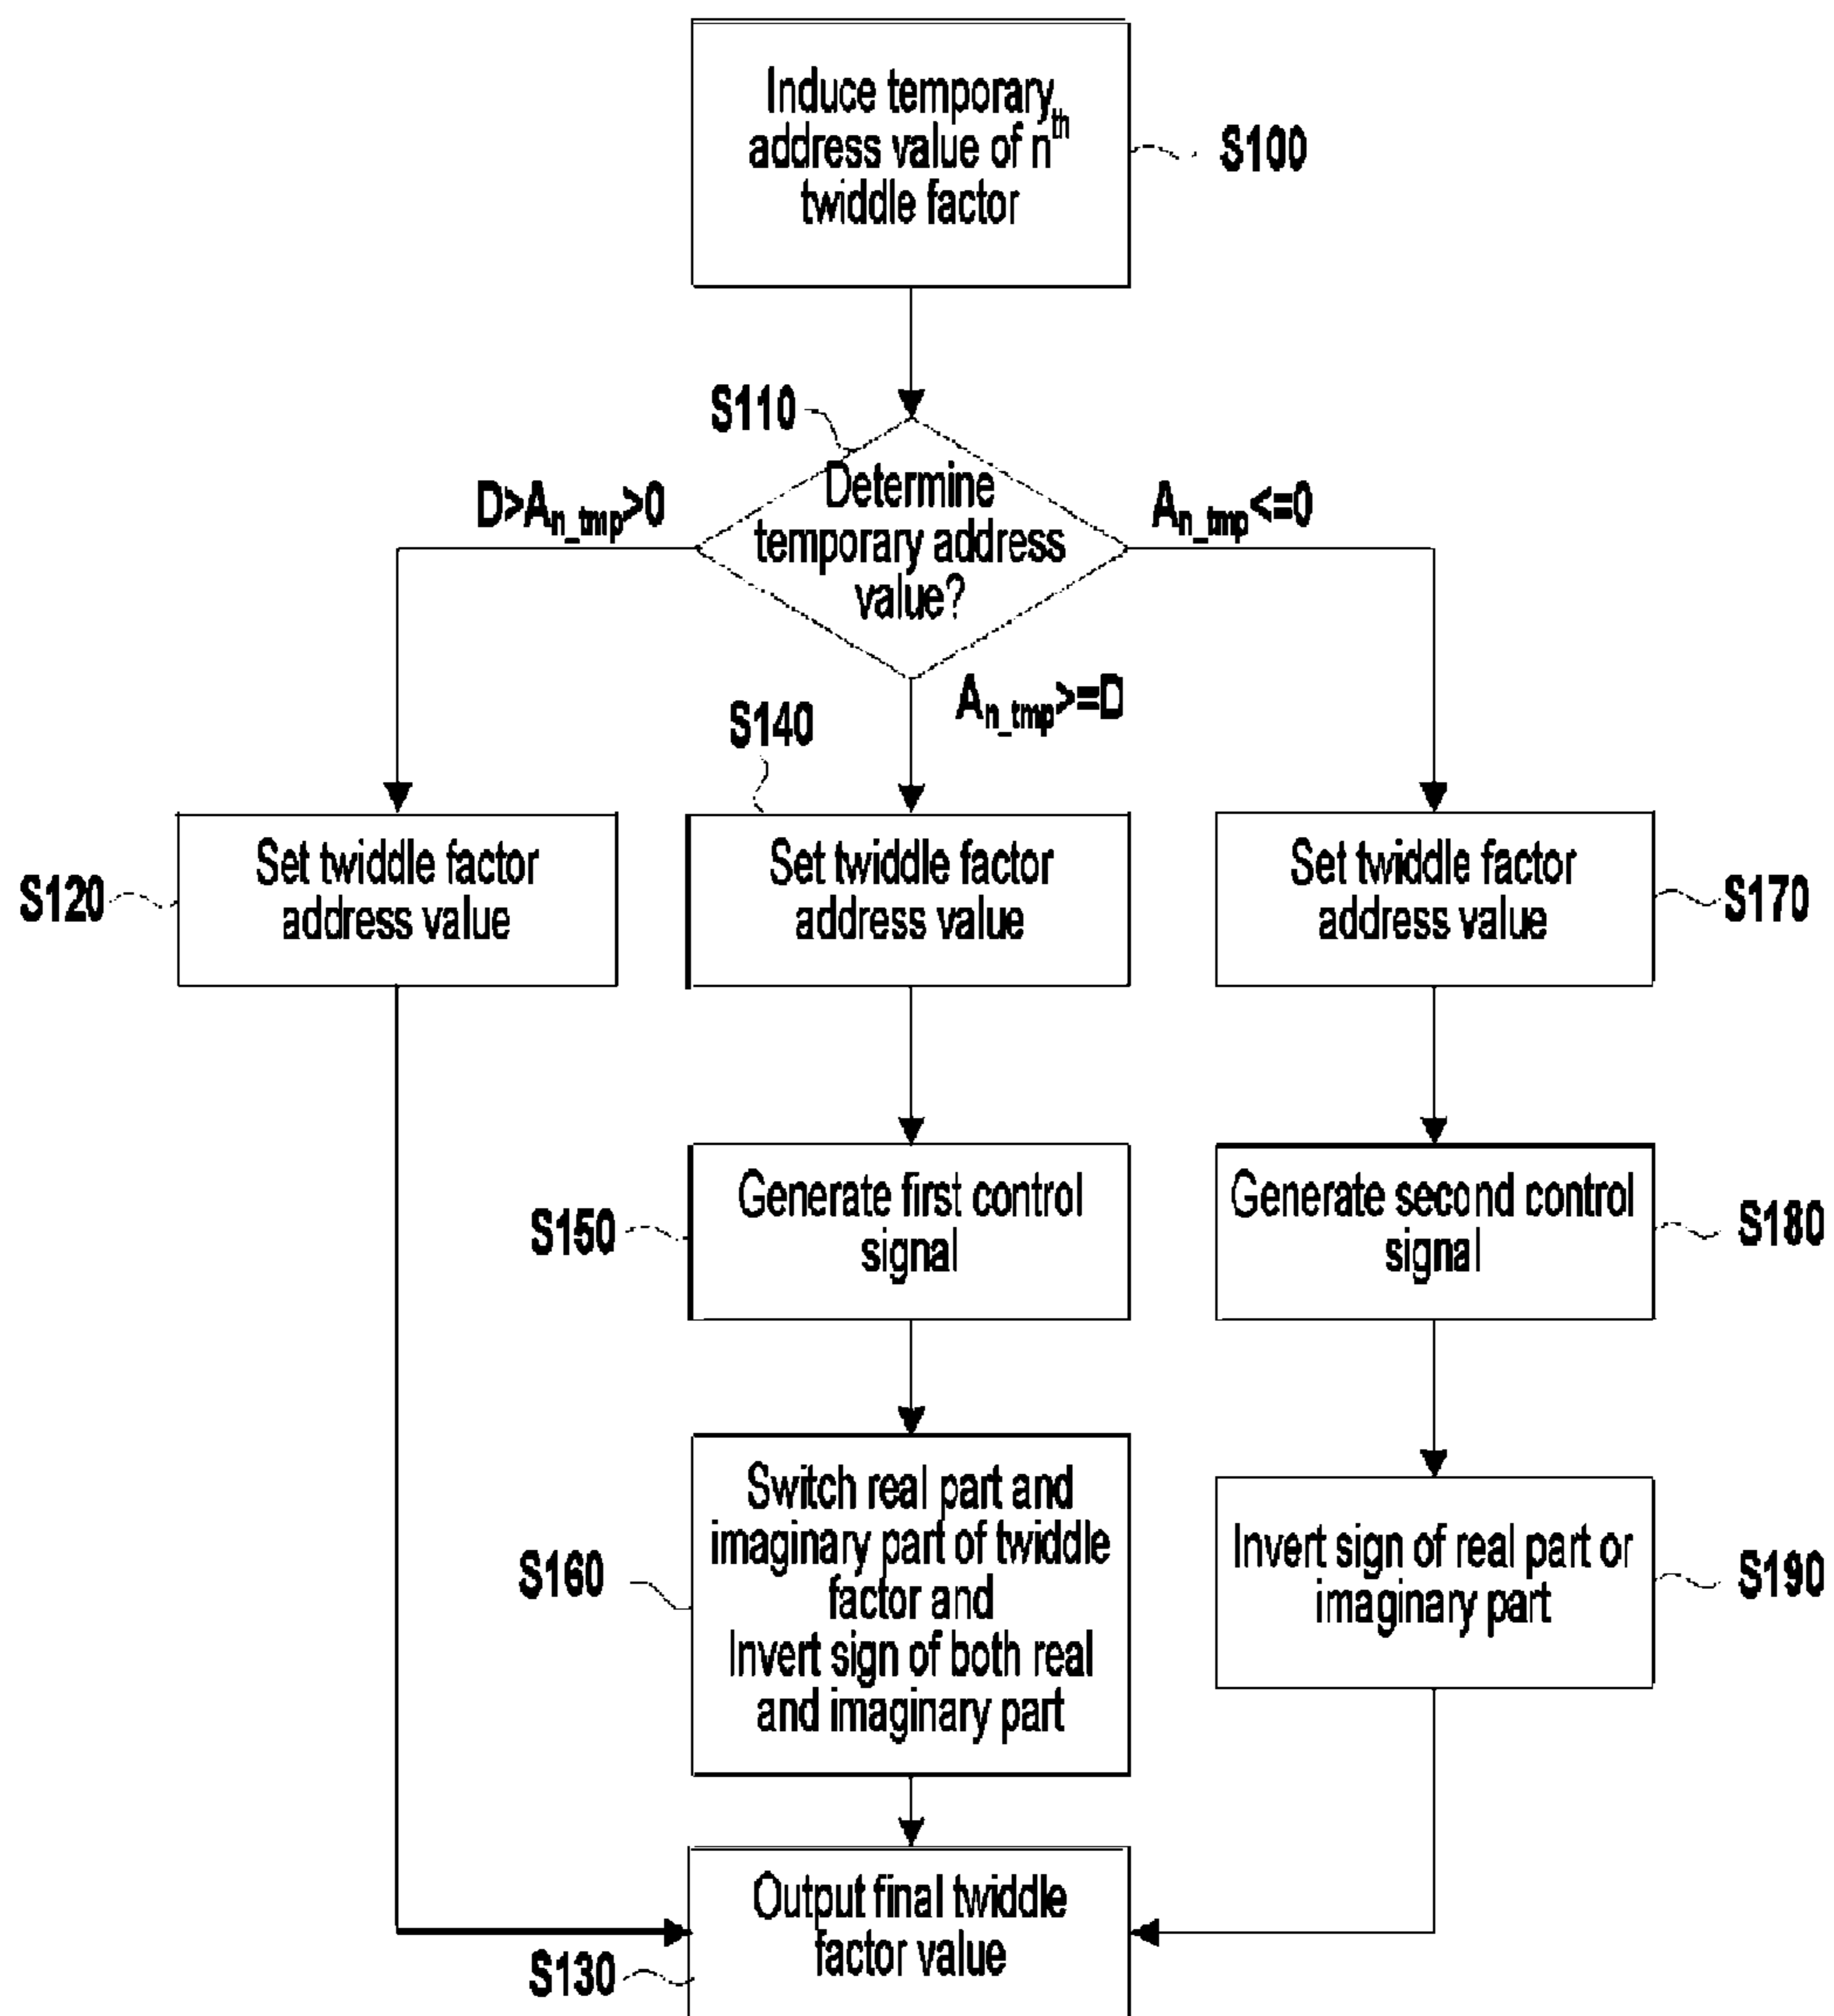 Induce temporary
address value of nth
twiddle factor
S100
S110
Determine
temporary address
value?
D>An_tmp>0
An_tmp<=0
An_tmp>=D
S140
Set twiddle factor
address value
S120
Set twiddle factor
address value
Set twiddle factor
address value
S170
Generate first control
signal
S150
Generate second control
signal
S180
Switch real part and
imaginary part of twiddle
factor and
Invert sign of both real
and imaginary part
S160
Invert sign of real part or
imaginary part
S190
Output final twiddle
factor value
S130